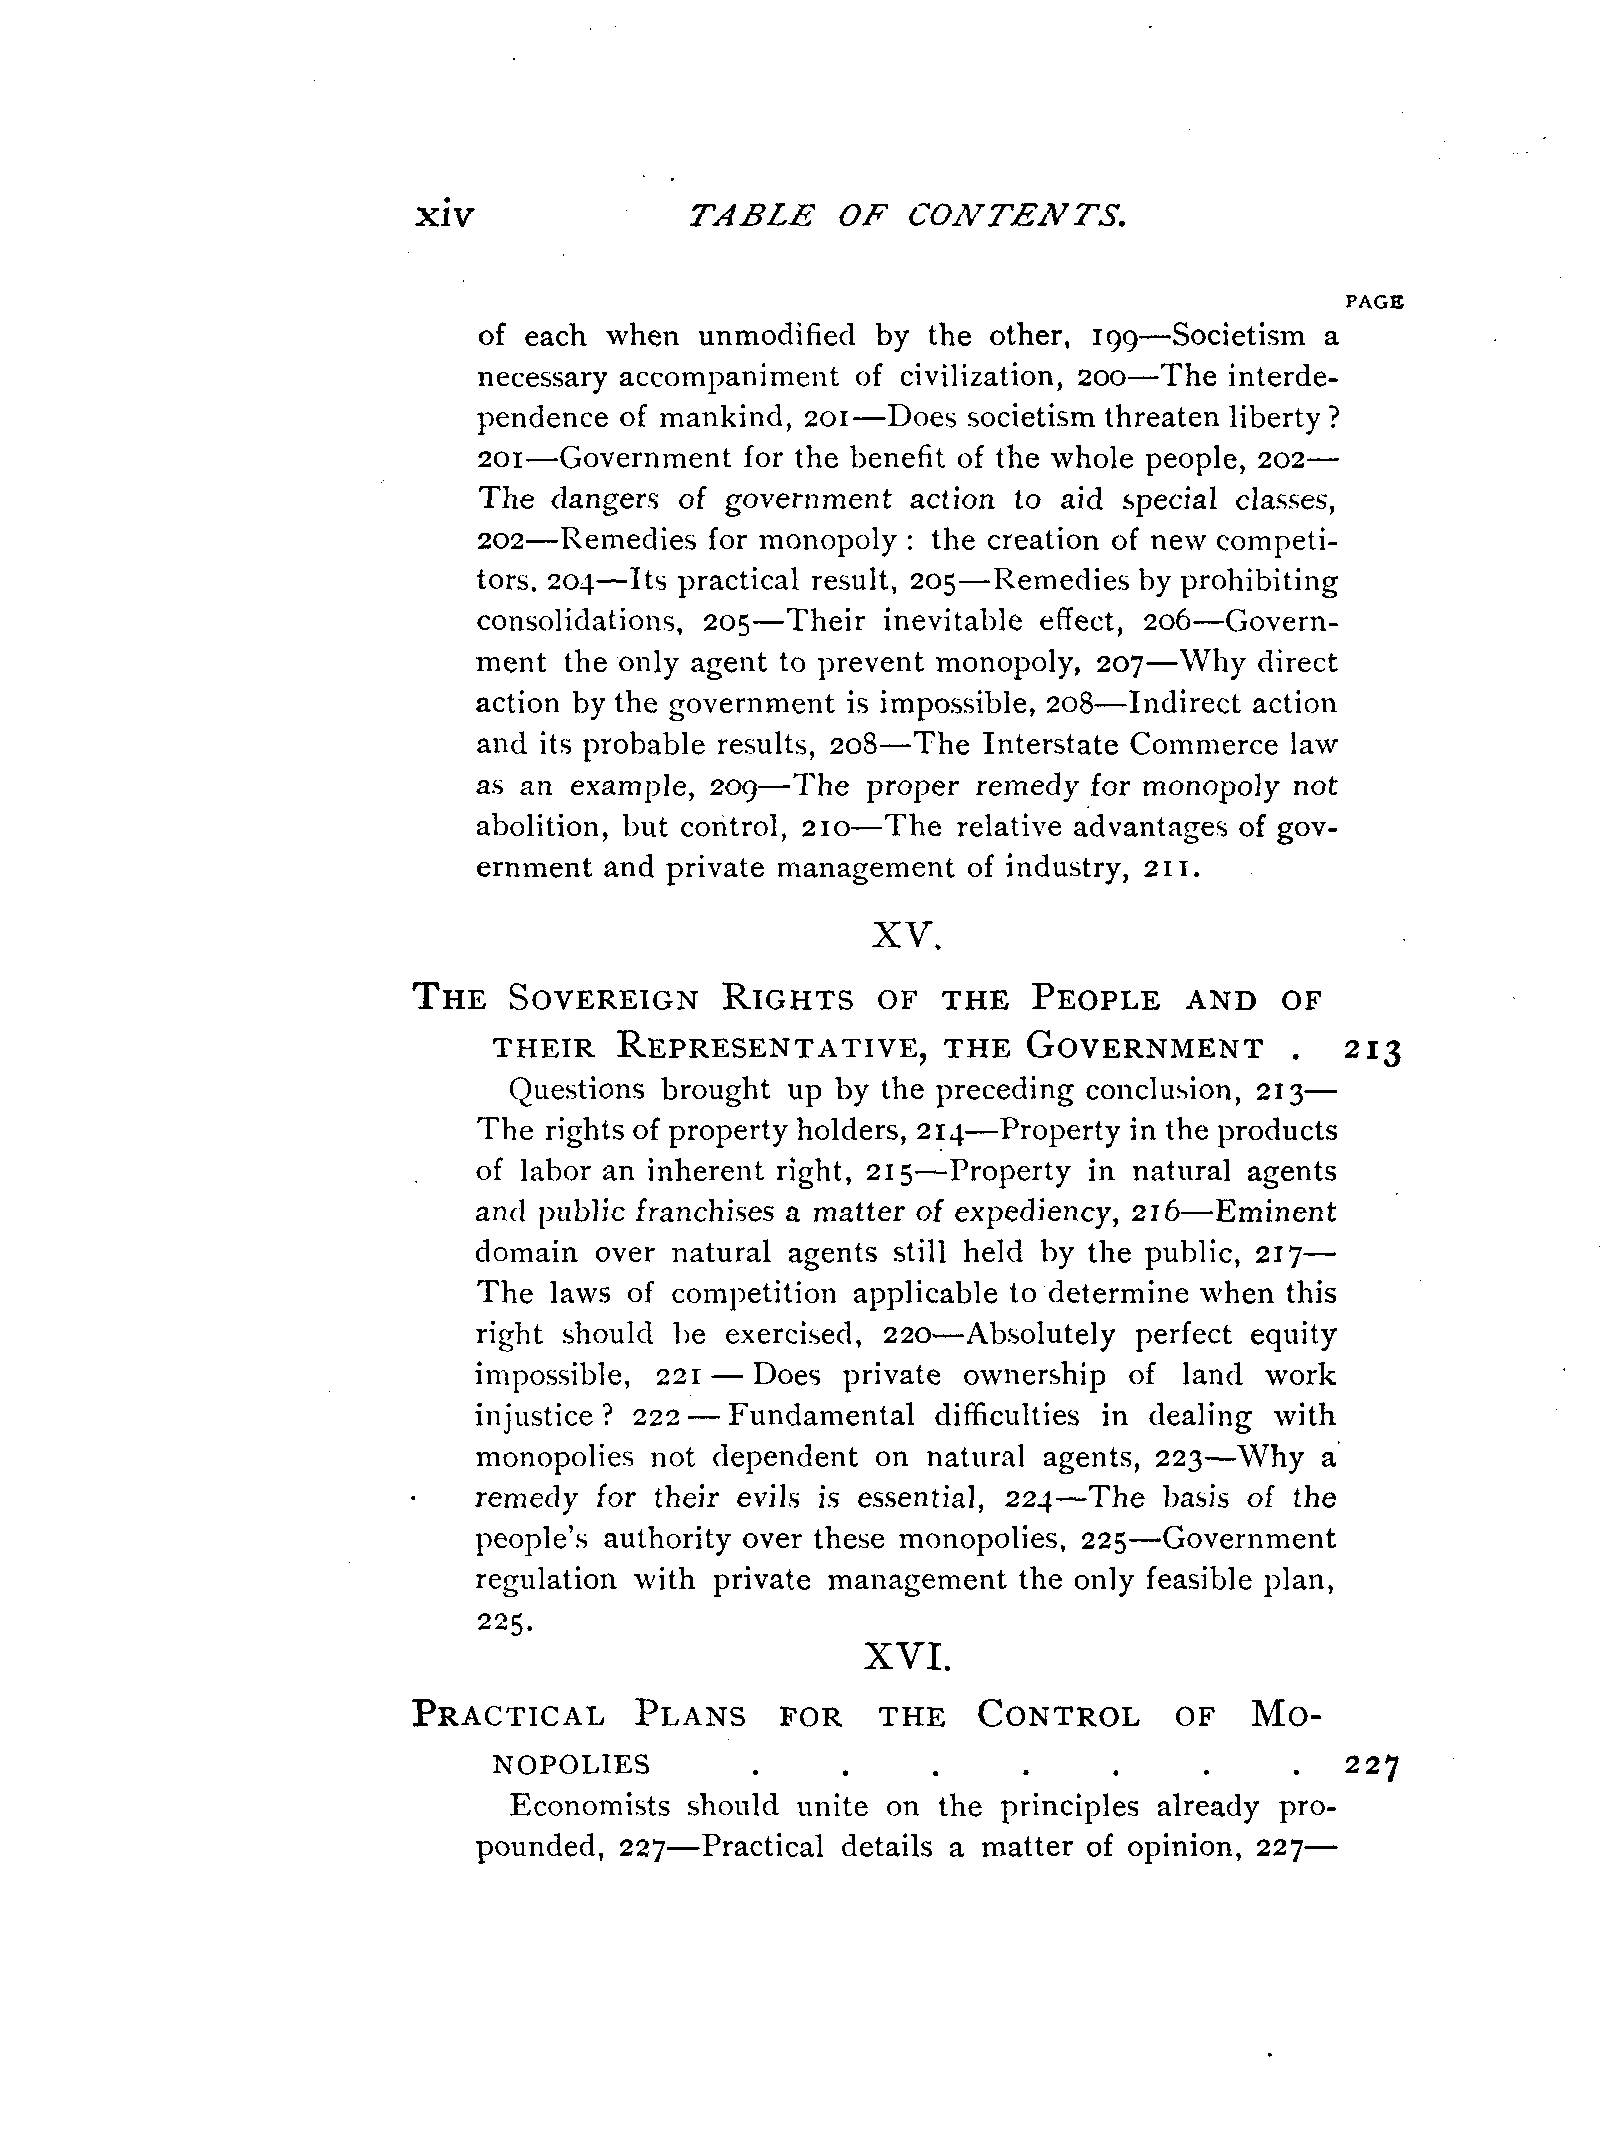 xiv TABLE OF CONTENTS.
PAGE
of each when unmodified by the other, 199—Societism a
necessary accompaniment of civilization, 200—The interde-
pendence of mankind, 201—Does societism threaten liberty?
201—Government for the benefit of the whole people, 202—
The dangers of government action to aid special classes,
202—Remedies for monopoly: the creation of new competi-
tors, 204—Its practical result, 205—Remedies by prohibiting
consolidations, 205—Their inevitable effect, 206—Govern-
ment the only agent to prevent monopoly, 207—Why direct
action by the government is impossible, 208—Indirect action
and its probable results, 208—The Interstate Commerce law
as an example, 209—The proper remedy for monopoly not
abolition, but control, 210—The relative advantages of gov-
ernment and private management of industry, 211.
XV.
THE SOVEREIGN RIGHTS OF THE PEOPLE AND OF
THEIR REPRESENTATIVE, THE GOVERNMENT . 213
Questions brought up by the preceding conclusion, 213—
The rights of property holders, 214—Property in the products
of labor an inherent right, 215—Property in natural agents
and public franchises a matter of expediency, 216—Eminent
domain over natural agents still held by the public, 217—
The laws of competition applicable to determine when this
right should be exercised, 220—Absolutely perfect equity
impossible, 221 — Does private ownership of land work
injustice? 222 — Fundamental difficulties in dealing with
monopolies not dependent on natural agents, 223—Why a
remedy for their evils is essential, 224—The basis of the
people's authority over these monopolies, 225—Government
regulation with private management the only feasible plan,
225.
XVI.
PRACTICAL PLANS FOR THE CONTROL OF MO-
NOPOLIES . . . . . . . 227
Economists should unite on the principles already pro-
pounded, 227—Practical details a matter of opinion, 227—